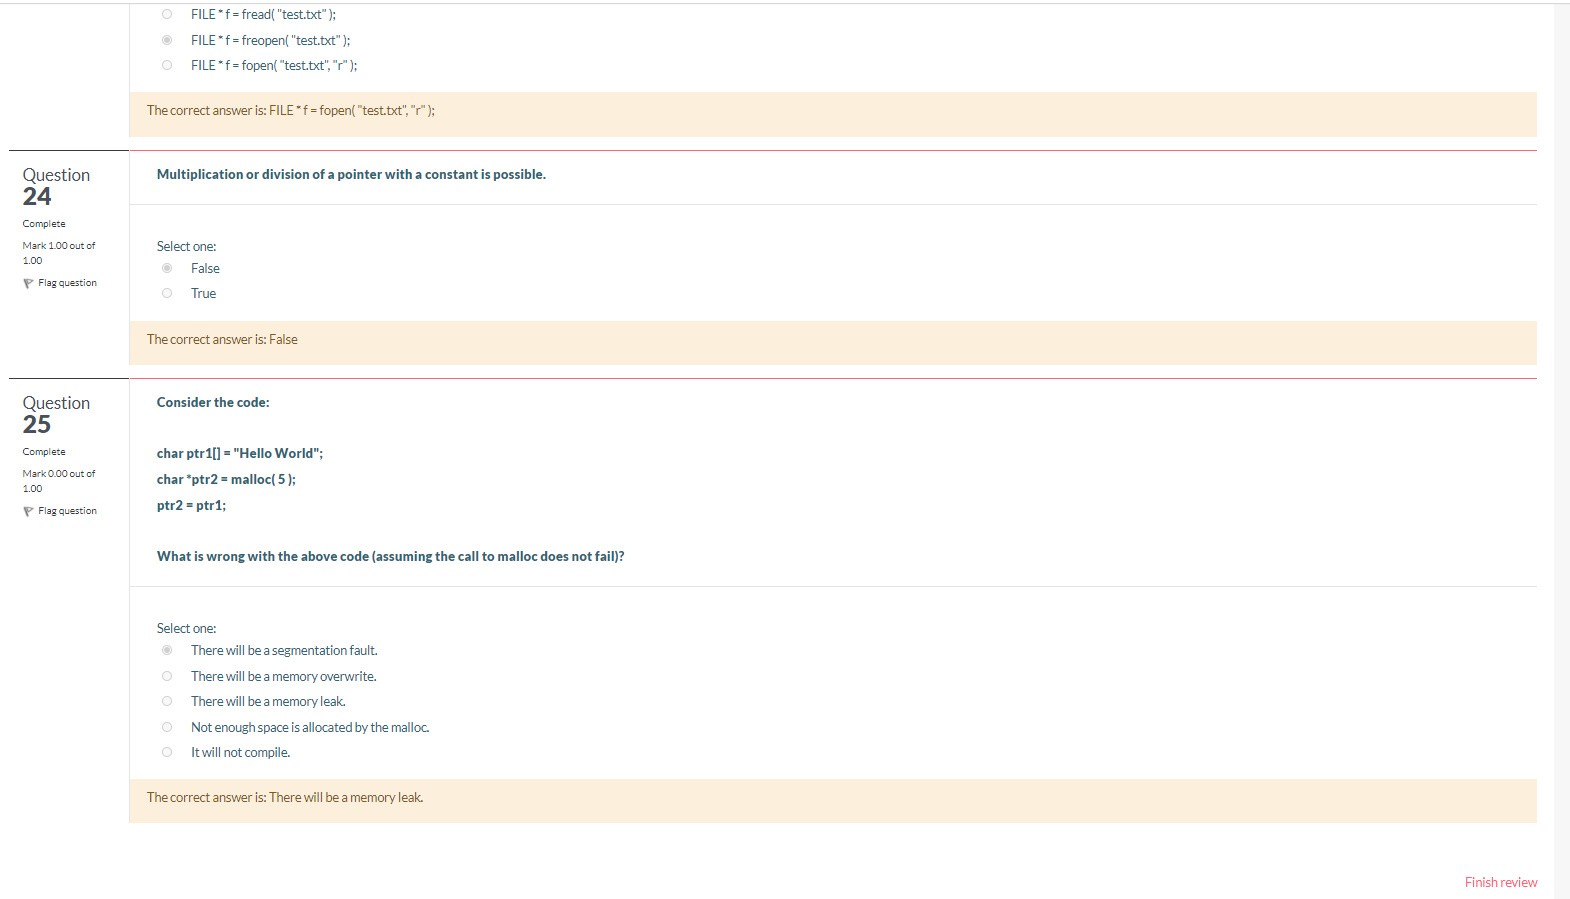 FILE * f = fread( "test.txt" );
FILE * f = freopen( "test.txt" );
FILE * f = fopen( "test.txt", "r" );
The correct answer is: FILE * f = fopen( "test.txt", "r" );
Question
24
Complete
Mark 1.00 out of
1.00
Flag question
Multiplication or division of a pointer with a constant is possible.
Select one:
False
True
The correct answer is: False
Question
25
Complete
Mark 0.00 out of
1.00
Flag question
Consider the code:
char ptr1[] = "Hello World";
char *ptr2 = malloc( 5 );
ptr2 = ptr1;
What is wrong with the above code (assuming the call to malloc does not fail)?
Select one:
There will be a segmentation fault.
There will be a memory overwrite.
There will be a memory leak.
Not enough space is allocated by the malloc.
It will not compile.
The correct answer is: There will be a memory leak.
Finish review